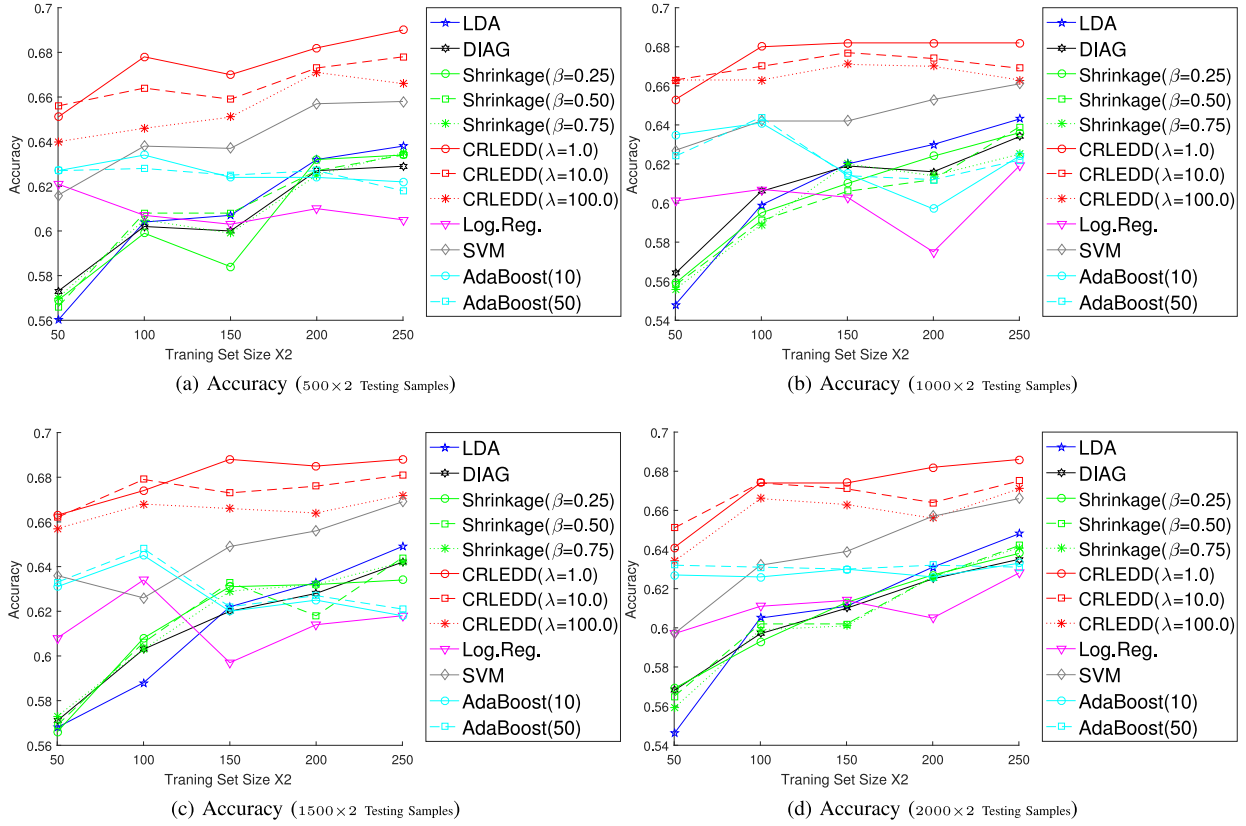 0.7
0.68
0.66
0.64
0.62
0.6
0.58
0.56
Accuracy
50
100
150
200
250
Traning Set Size X2
LDA
DIAG
Shrinkage(β=0.25)
Shrinkage(β=0.50)
Shrinkage(β=0.75)
CRLEDD(λ=1.0)
CRLEDD(λ=10.0)
CRLEDD(λ=100.0)
Log.Reg.
SVM
AdaBoost(10)
AdaBoost(50)
(a) Accuracy (500×2 Testing Samples)
0.7
0.68
0.66
0.64
0.62
0.6
0.58
0.56
0.54
Accuracy
50
100
150
200
250
Traning Set Size X2
LDA
DIAG
Shrinkage(β=0.25)
Shrinkage(β=0.50)
Shrinkage(β=0.75)
CRLEDD(λ=1.0)
CRLEDD(λ=10.0)
CRLEDD(λ=100.0)
Log.Reg.
SVM
AdaBoost(10)
AdaBoost(50)
(b) Accuracy (1000×2 Testing Samples)
0.7
0.68
0.66
0.64
0.62
0.6
0.58
0.56
Accuracy
50
100
150
200
250
Traning Set Size X2
LDA
DIAG
Shrinkage(β=0.25)
Shrinkage(β=0.50)
Shrinkage(β=0.75)
CRLEDD(λ=1.0)
CRLEDD(λ=10.0)
CRLEDD(λ=100.0)
Log.Reg.
SVM
AdaBoost(10)
AdaBoost(50)
(c) Accuracy (1500×2 Testing Samples)
0.7
0.68
0.66
0.64
0.62
0.6
0.58
0.56
0.54
Accuracy
50
100
150
200
250
Traning Set Size X2
LDA
DIAG
Shrinkage(β=0.25)
Shrinkage(β=0.50)
Shrinkage(β=0.75)
CRLEDD(λ=1.0)
CRLEDD(λ=10.0)
CRLEDD(λ=100.0)
Log.Reg.
SVM
AdaBoost(10)
AdaBoost(50)
(d) Accuracy (2000×2 Testing Samples)